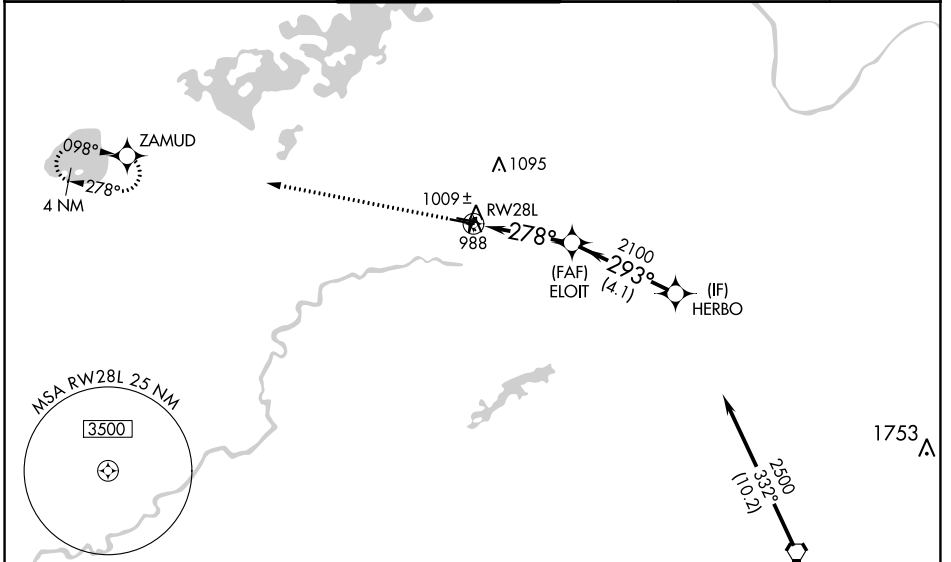 098°
ZAMUD
278°
4 NM
1095
1009 ±
RW28L
988
278°
2100
293°
(4.1)
(FAF)
ELOIT
(IF)
HERBO
MSA RW28L 25 NM
3500
1753
2500
332°
(10.2)